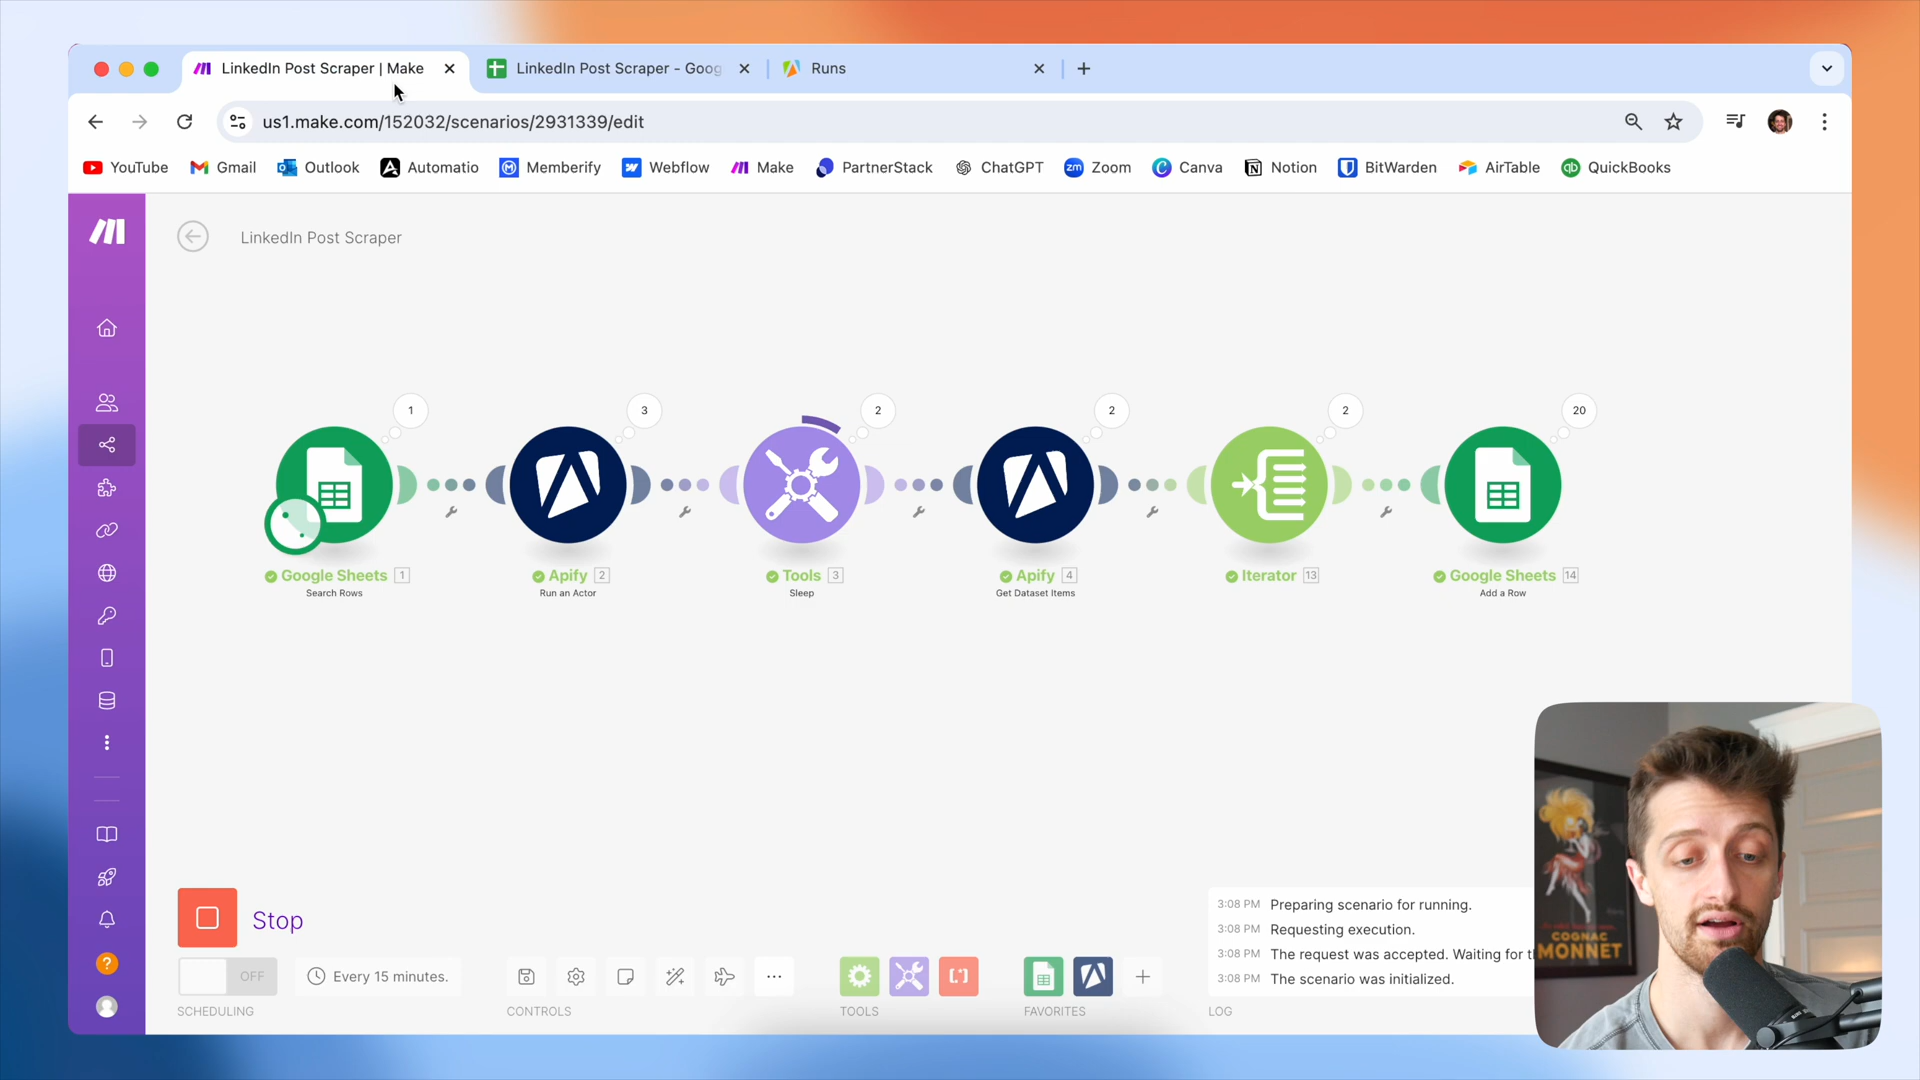 LinkedIn Post Scraper | Make
LinkedIn Post Scraper - Goog
Runs
us1.make.com/152032/scenarios/2931339/edit
YouTube
Gmail
Outlook
Automatio
Memberify
Webflow
Make
PartnerStack
ChatGPT
zm
Zoom
Canva
Notion
BitWarden
AirTable
qb
QuickBooks
LinkedIn Post Scraper
1
3
2
2
2
20
Google Sheets 1
Search Rows
Apify 2
Run an Actor
Tools 3
Sleep
Apify 4
Get Dataset Items
Iterator 13
Google Sheets 14
Add a Row
Stop
OFF
Every 15 minutes.
SCHEDULING
CONTROLS
TOOLS
FAVORITES
LOG
3:08 PM Preparing scenario for running.
3:08 PM Requesting execution.
3:08 PM The request was accepted. Waiting for t
3:08 PM The scenario was initialized.
COGNAC
MONNET